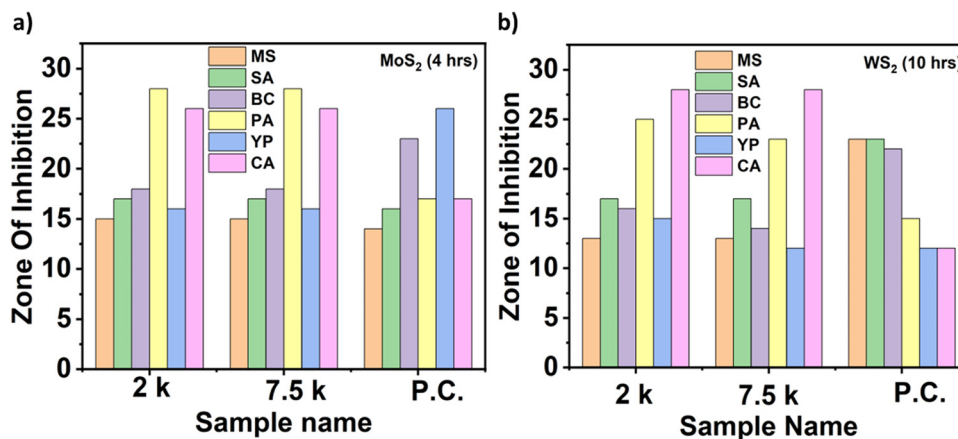 a)
MoS₂ (4 hrs)
MS
SA
BC
PA
YP
CA
Zone Of Inhibition
30
25
20
15
10
5
0
2 k 7.5 k P.C.
Sample name
b)
WS₂ (10 hrs)
MS
SA
BC
PA
YP
CA
Zone of Inhibition
30
25
20
15
10
5
0
2 k 7.5 k P.C.
Sample Name